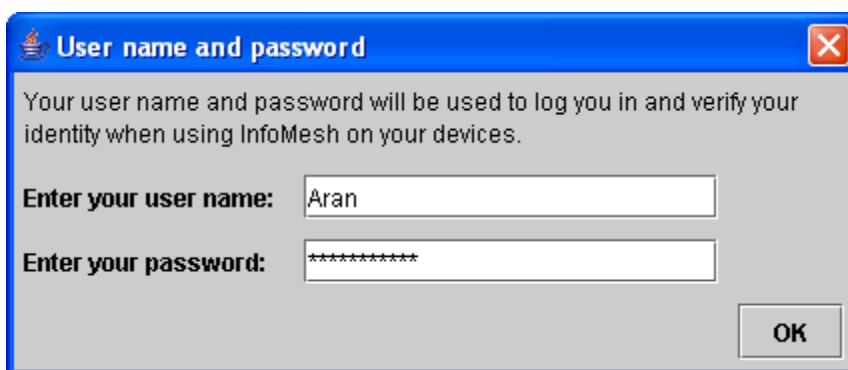 User name and password
Your user name and password will be used to log you in and verify your
identity when using InfoMesh on your devices.
Enter your user name: Aran
Enter your password: ***********
OK